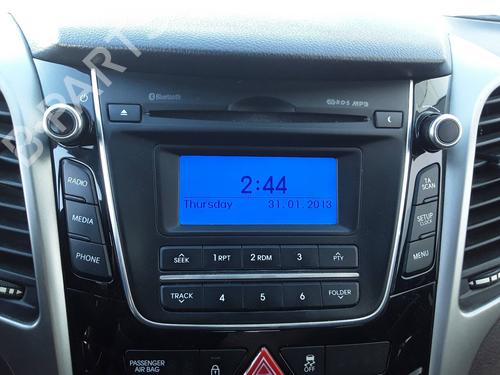 B-PARTS
Bluetooth
RDS MP3
RADIO
MEDIA
PHONE
2:44
Thursday 31.01.2013
TA
SCAN
SETUP
CLOCK
MENU
SEEK 1 RPT 2 RDM 3 PTY
TRACK 4 5 6 FOLDER
PASSENGER
AIR BAG
OFF